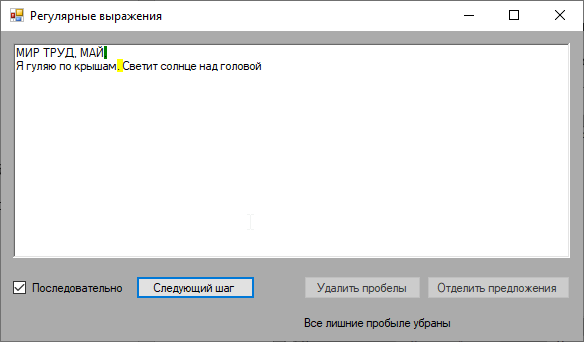 Регулярные выражения
МИР ТРУД, МАЙ
Я гуляю по крышам. Светит солнце над головой
Последовательно
Следующий шаг
Удалить пробелы
Отделить предложения
Все лишние пробыле убраны